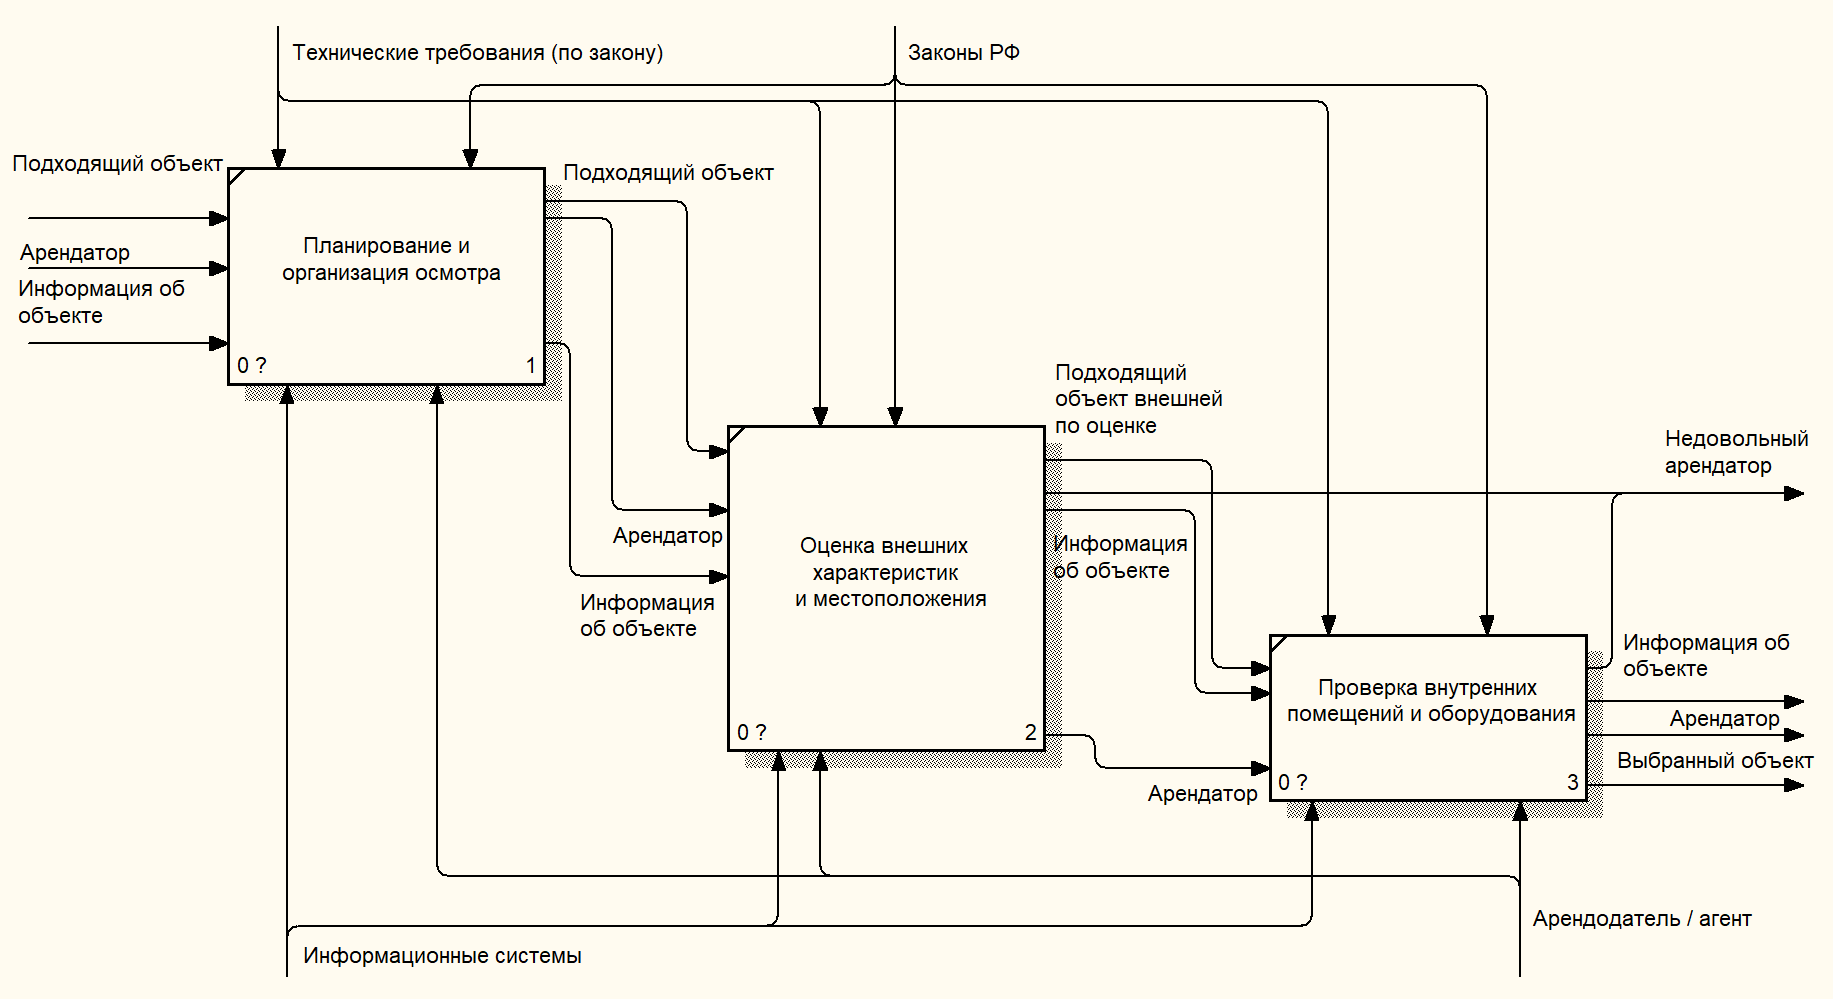 Технические требования (по закону)
Законы РФ
Подходящий объект
Арендатор
Информация об
объекте
Планирование и
организация осмотра
0 ?
1
Подходящий объект
Арендатор
Информация
об объекте
Оценка внешних
характеристик
и местоположения
0 ?
2
Подходящий
объект внешней
по оценке
Информация
об объекте
Арендатор
Недовольный
арендатор
Проверка внутренних
помещений и оборудования
0 ?
3
Информация об
объекте
Арендатор
Выбранный объект
Арендодатель / агент
Информационные системы